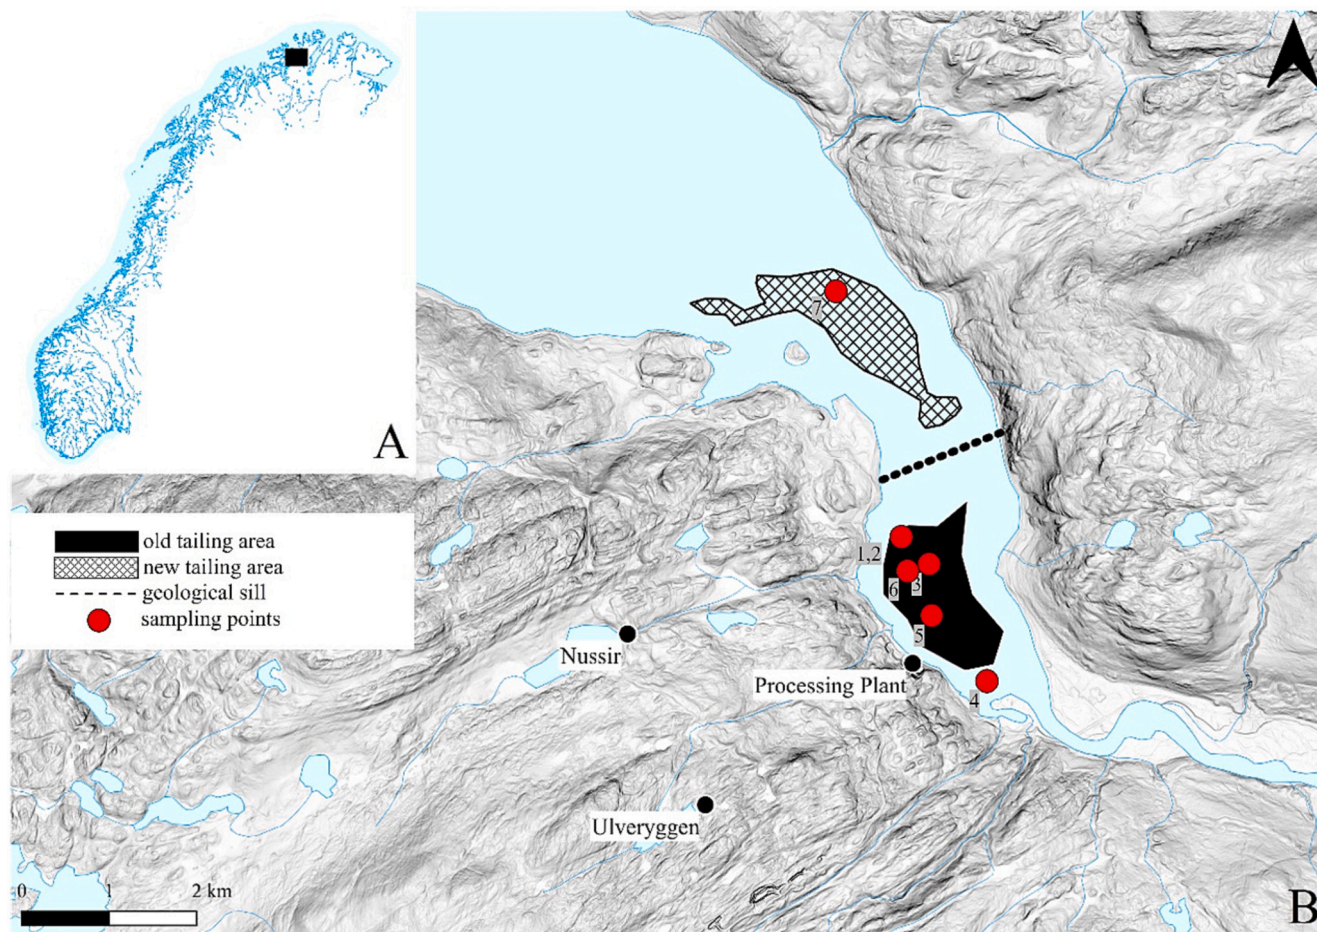 A
old tailing area
new tailing area
geological sill
sampling points
7
1,2
3
6
5
4
Nussir
Processing Plant
Ulveryggen
0 1 2 km
B